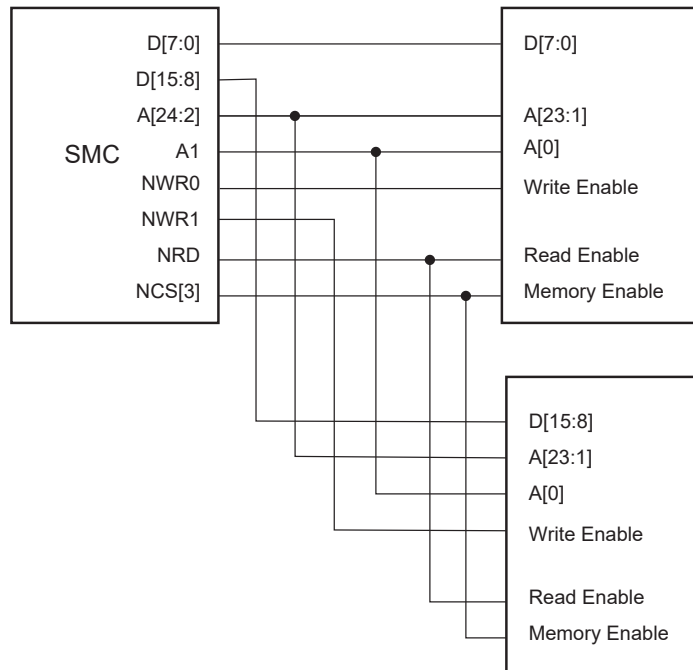 D[7:0]
D[15:8]
A[24:2]
SMC
A1
NWR0
NWR1
NRD
NCS[3]
D[7:0]
A[23:1]
A[0]
Write Enable
Read Enable
Memory Enable
D[15:8]
A[23:1]
A[0]
Write Enable
Read Enable
Memory Enable